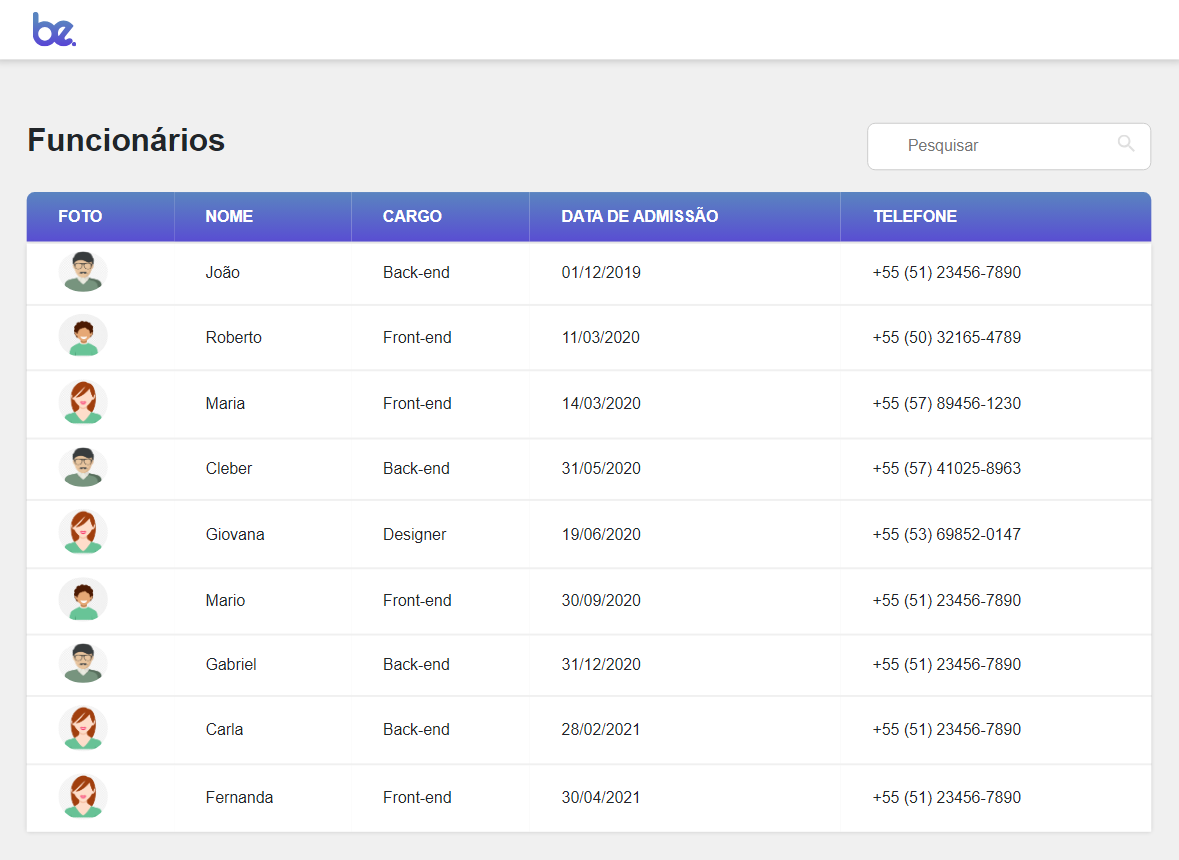 be.
Funcionários
Pesquisar
FOTO NOME CARGO DATA DE ADMISSÃO TELEFONE
João Back-end 01/12/2019 +55 (51) 23456-7890
Roberto Front-end 11/03/2020 +55 (50) 32165-4789
Maria Front-end 14/03/2020 +55 (57) 89456-1230
Cleber Back-end 31/05/2020 +55 (57) 41025-8963
Giovana Designer 19/06/2020 +55 (53) 69852-0147
Mario Front-end 30/09/2020 +55 (51) 23456-7890
Gabriel Back-end 31/12/2020 +55 (51) 23456-7890
Carla Back-end 28/02/2021 +55 (51) 23456-7890
Fernanda Front-end 30/04/2021 +55 (51) 23456-7890